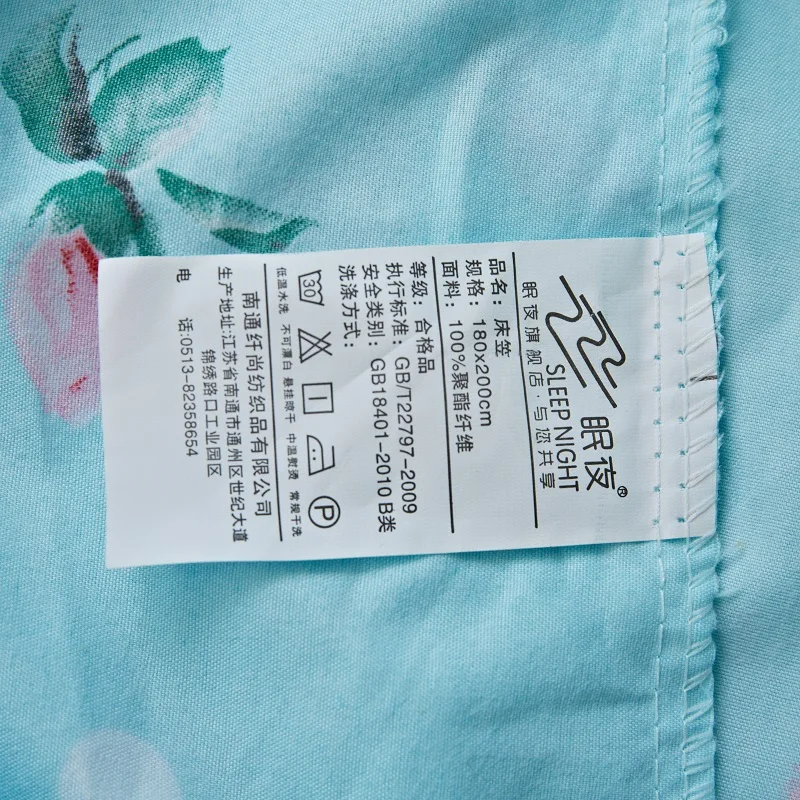 眠夜®
SLEEP NIGHT
眠夜旗舰店·与您共享
品名：床笠
规格：180x200cm
面料：100%聚酯纤维
等级：合格品
执行标准：GB/T22797-2009
安全类别：GB18401-2010 B类
洗涤方式：
30 P
低温水洗 不可漂白 悬挂晾干 中温熨烫 常规干洗
南通纤尚纺织品有限公司
生产地址:江苏省南通市通州区世纪大道
锦绣路口工业园区
电 话:0513-82358654